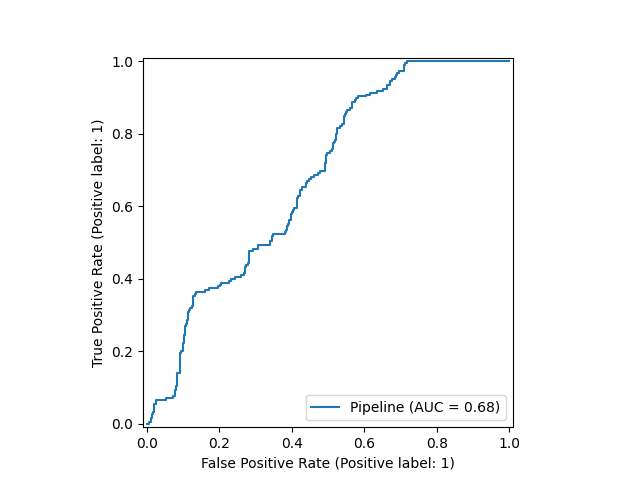 1.0
0.8
0.6
0.4
0.2
0.0
True Positive Rate (Positive label: 1)
Pipeline (AUC = 0.68)
0.0 0.2 0.4 0.6 0.8 1.0
False Positive Rate (Positive label: 1)